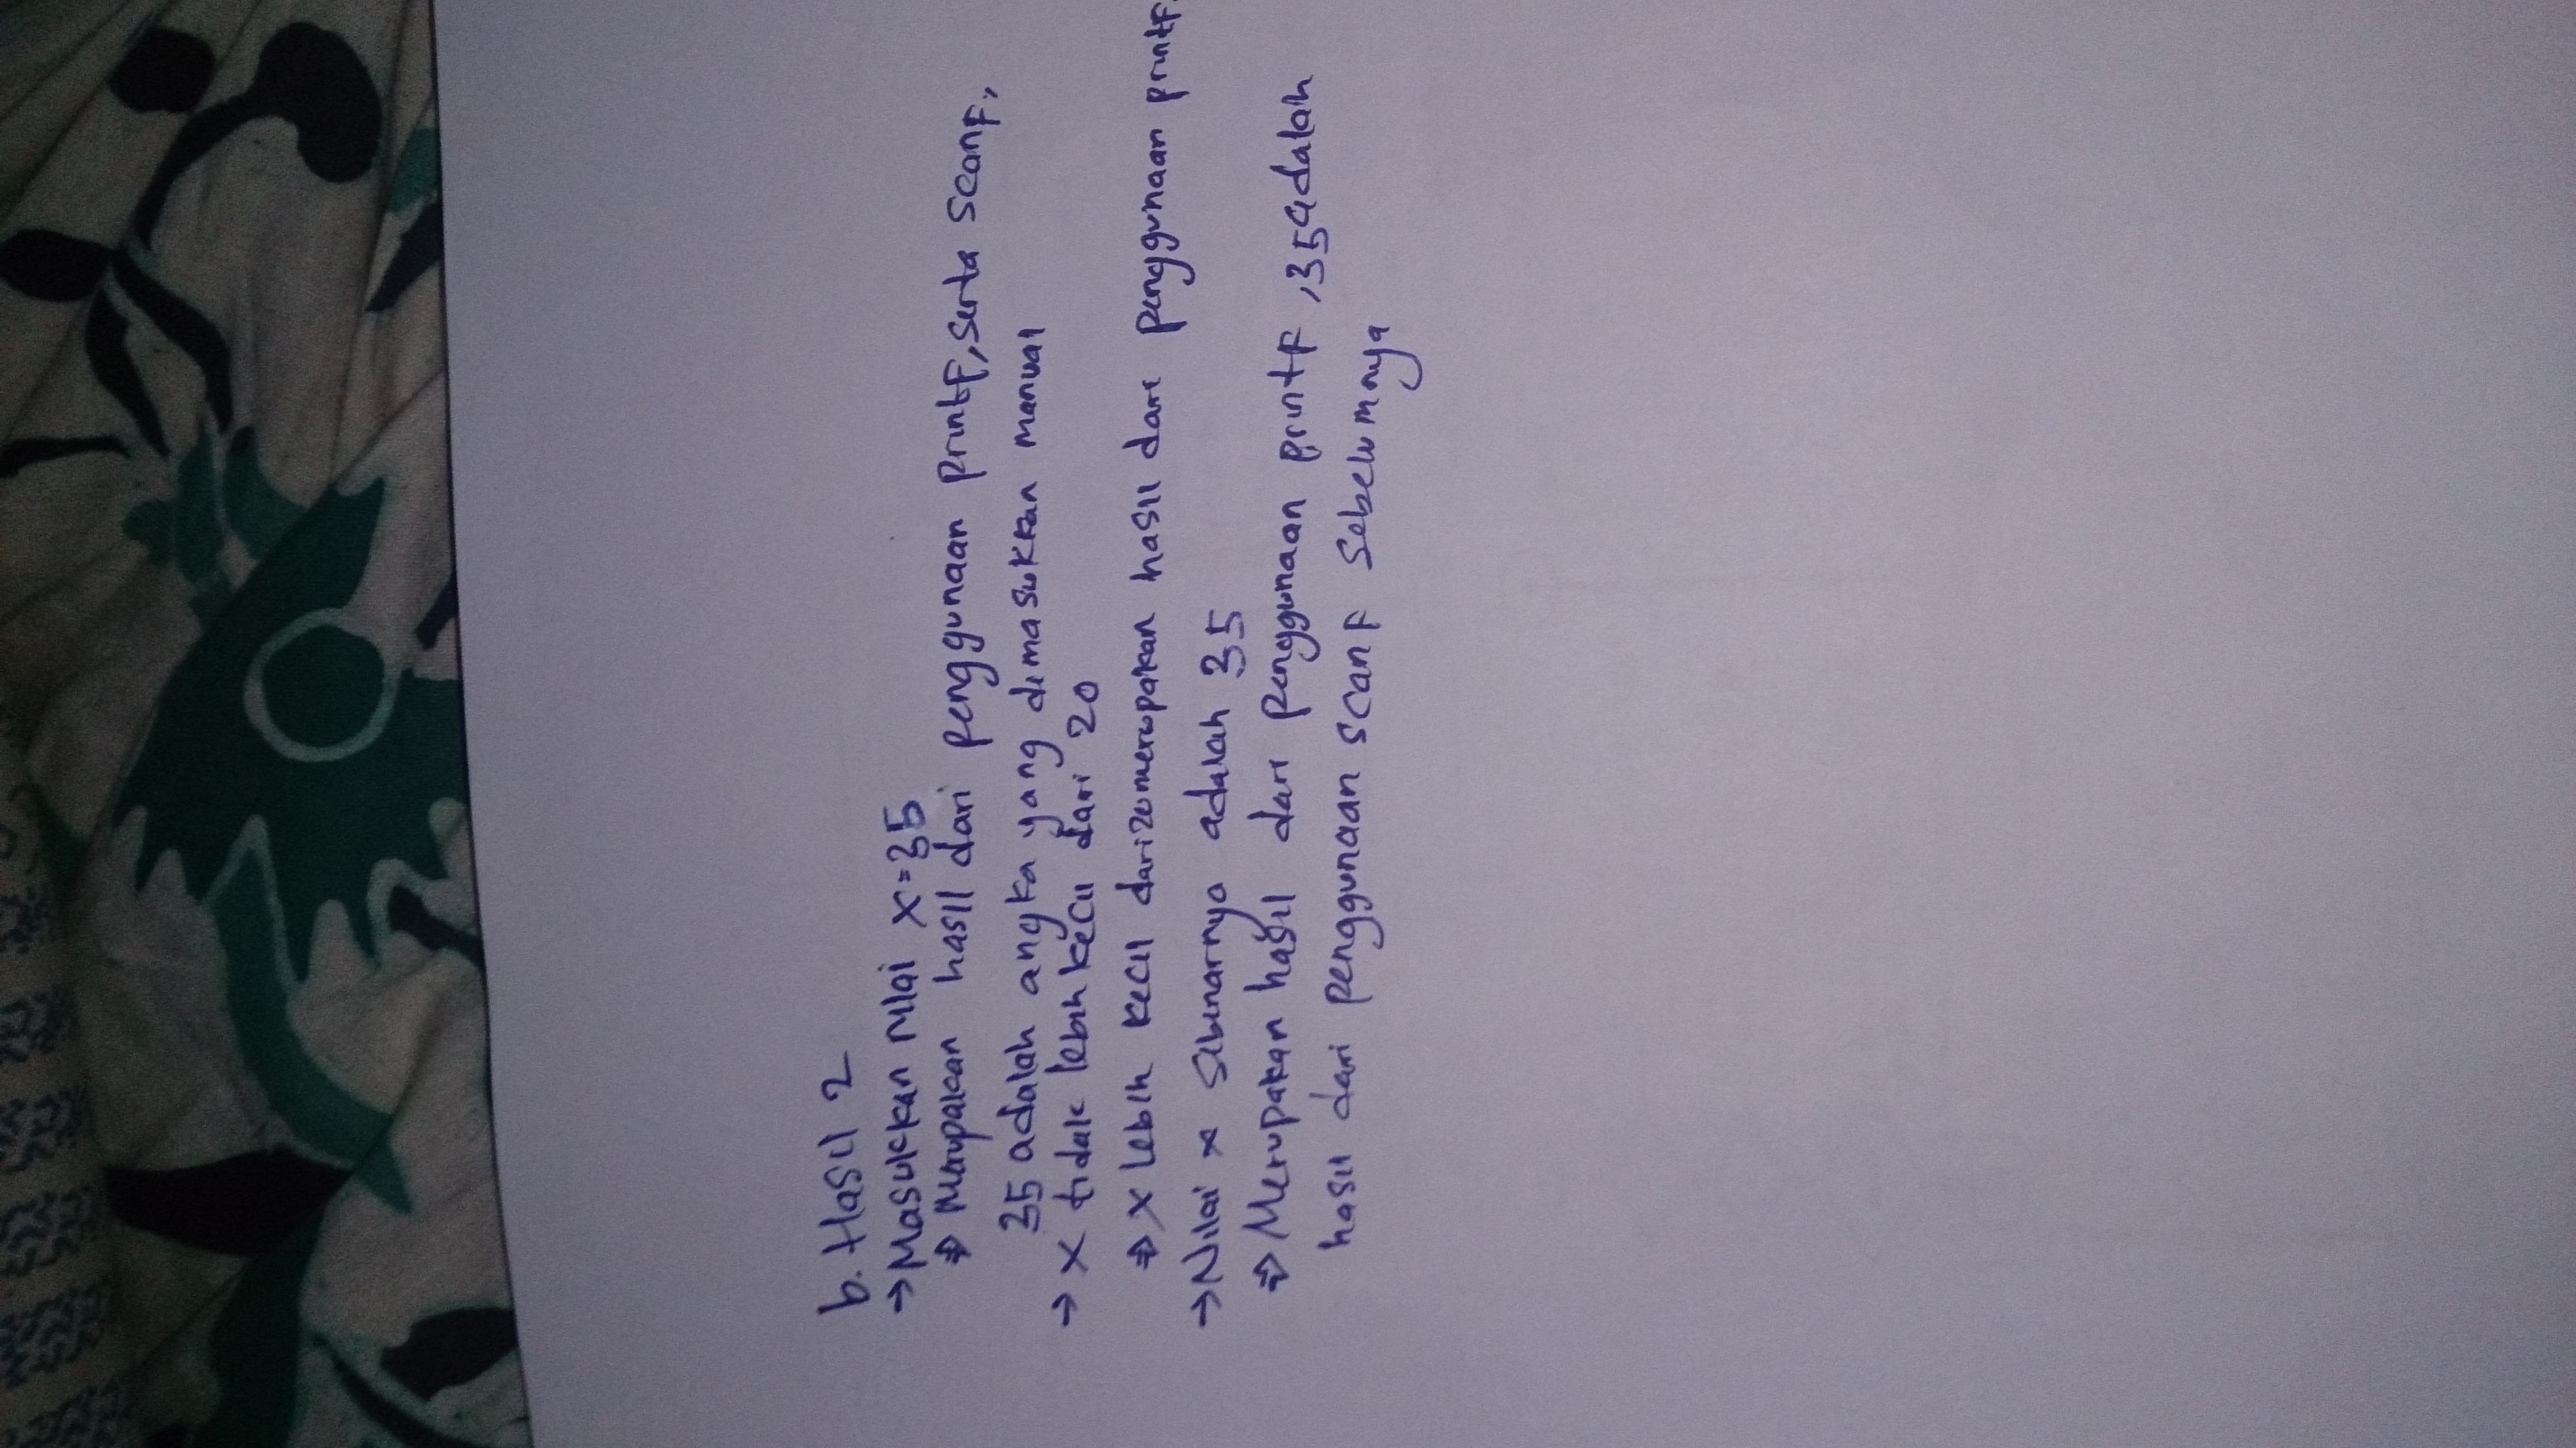 b. Hasil 2
→ Masukkan nilai x=35
⇒ Merupakan hasil dari penggunaan printf, serta scanf,
35 adalah angka yang dimasukkan manual
→ x tidak lebih kecil dari 20
⇒ x lebih kecil dari 20 merupakan hasil dari penggunaan printf.
→ Nilai x sebenarnya adalah 35
⇒ Merupakan hasil dari penggunaan printf, 35 adalah
hasil dari penggunaan scanf sebelumnya